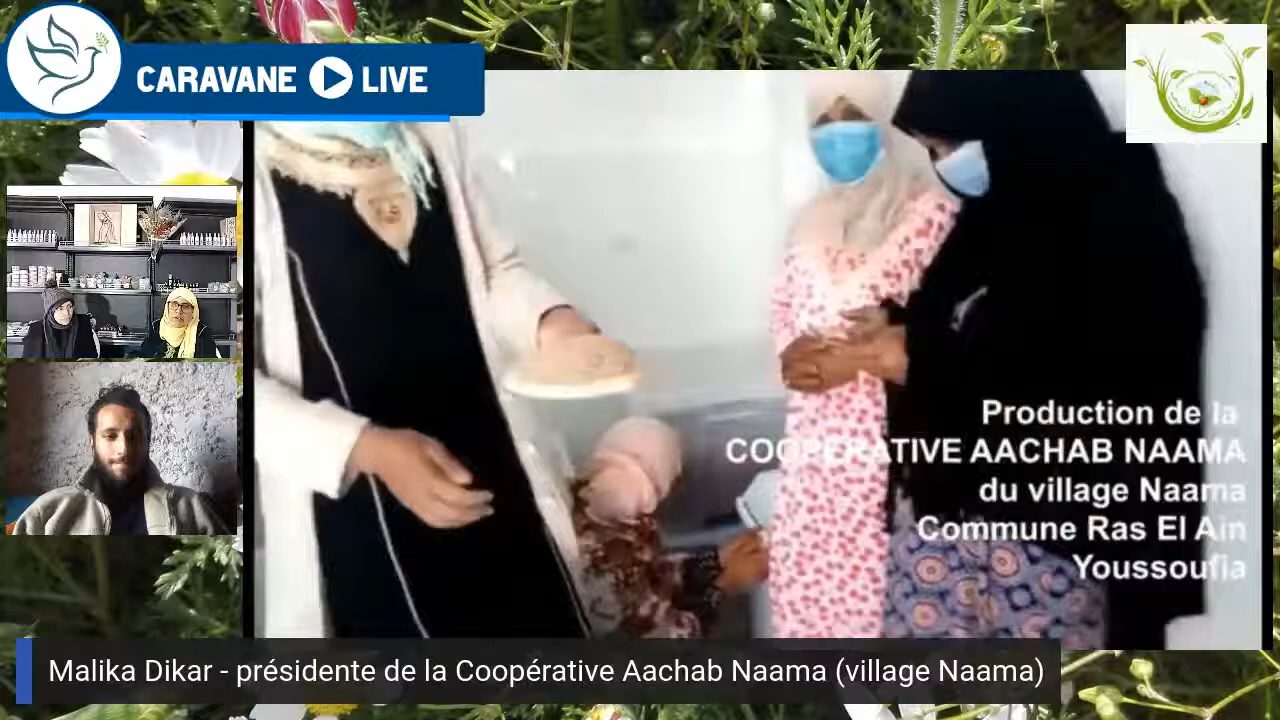 CARAVANE LIVE
Production de la
COOPERATIVE AACHAB NAAMA
du village Naama
Commune Ras El Ain
Youssoufia
Malika Dikar - présidente de la Coopérative Aachab Naama (village Naama)